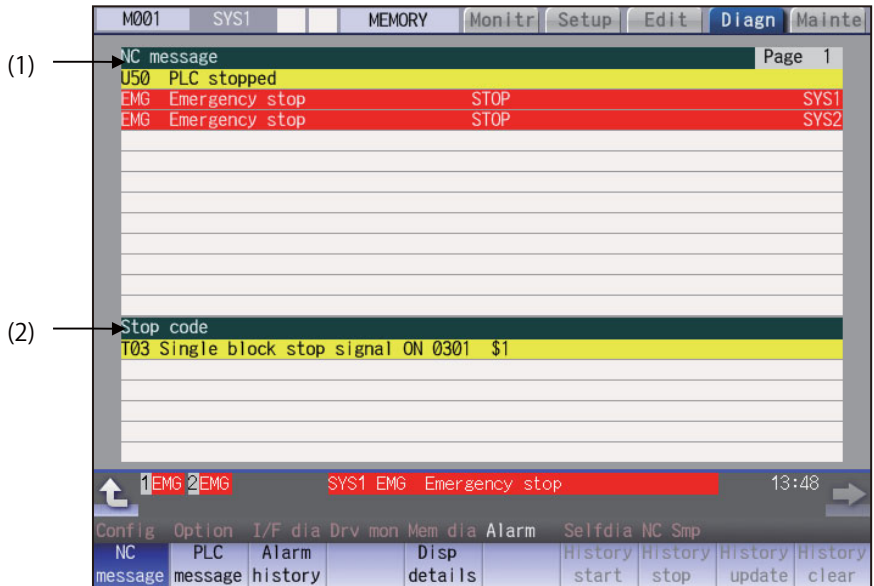 M001 SYS1 MEMORY Monitr Setup Edit Diagn Mainte
(1)
NC message Page 1
U50 PLC stopped
EMG Emergency stop STOP SYS1
EMG Emergency stop STOP SYS2
(2)
Stop code
T03 Single block stop signal ON 0301 $1
1EMG 2EMG SYS1 EMG Emergency stop 13:48
Config Option I/F dia Drv mon Mem dia Alarm Selfdia NC Smp
NC PLC Alarm Disp History History History History
message message history details start stop update clear